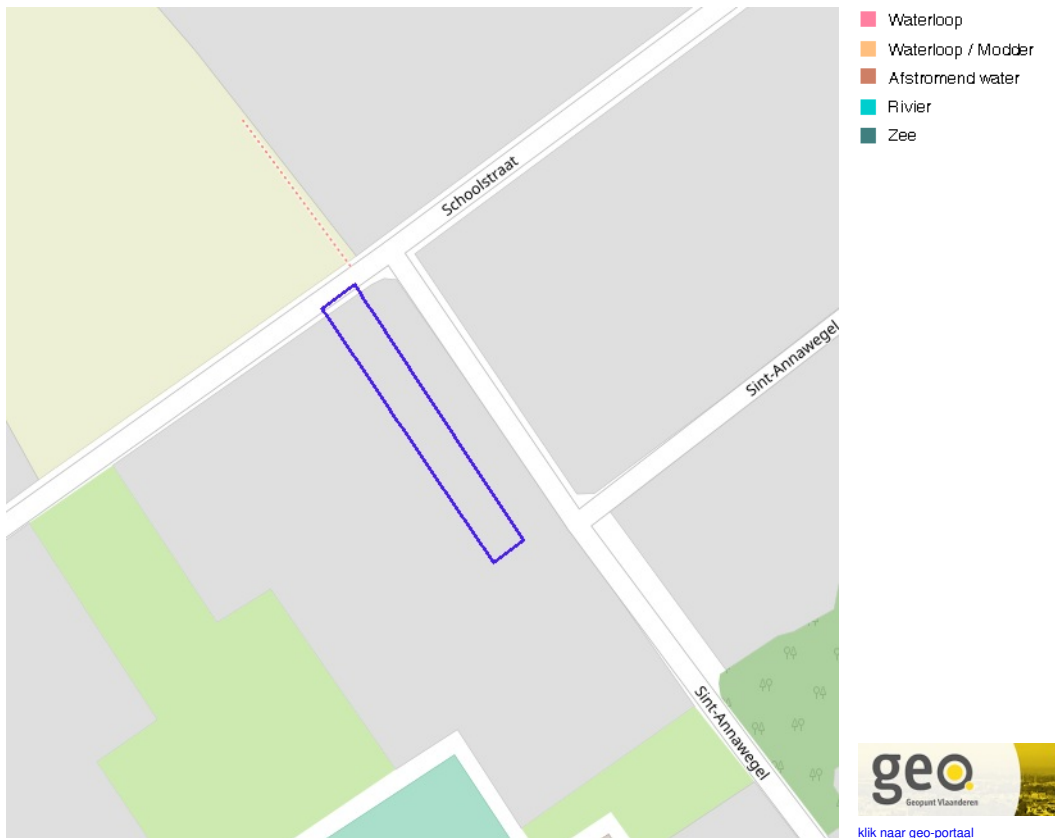 Waterloop
Waterloop / Modder
Afstromend water
Rivier
Zee
Schoolstraat
Sint-Annawegel
Sint-Annawegel
geo
Geopunt Vlaanderen
klik naar geo-portaal